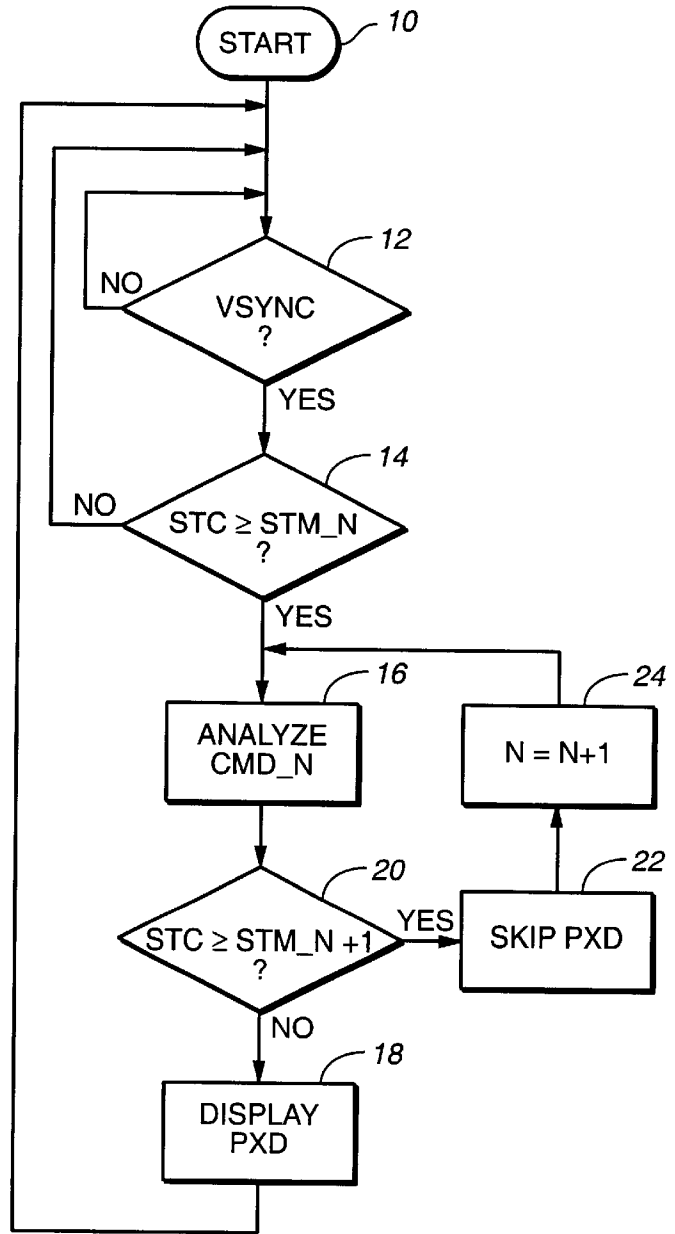 START
10
12
NO
VSYNC
?
YES
14
NO
STC ≥ STM_N
?
YES
16
24
ANALYZE
CMD_N
N = N+1
20
22
STC ≥ STM_N +1
?
YES
SKIP PXD
NO
18
DISPLAY
PXD